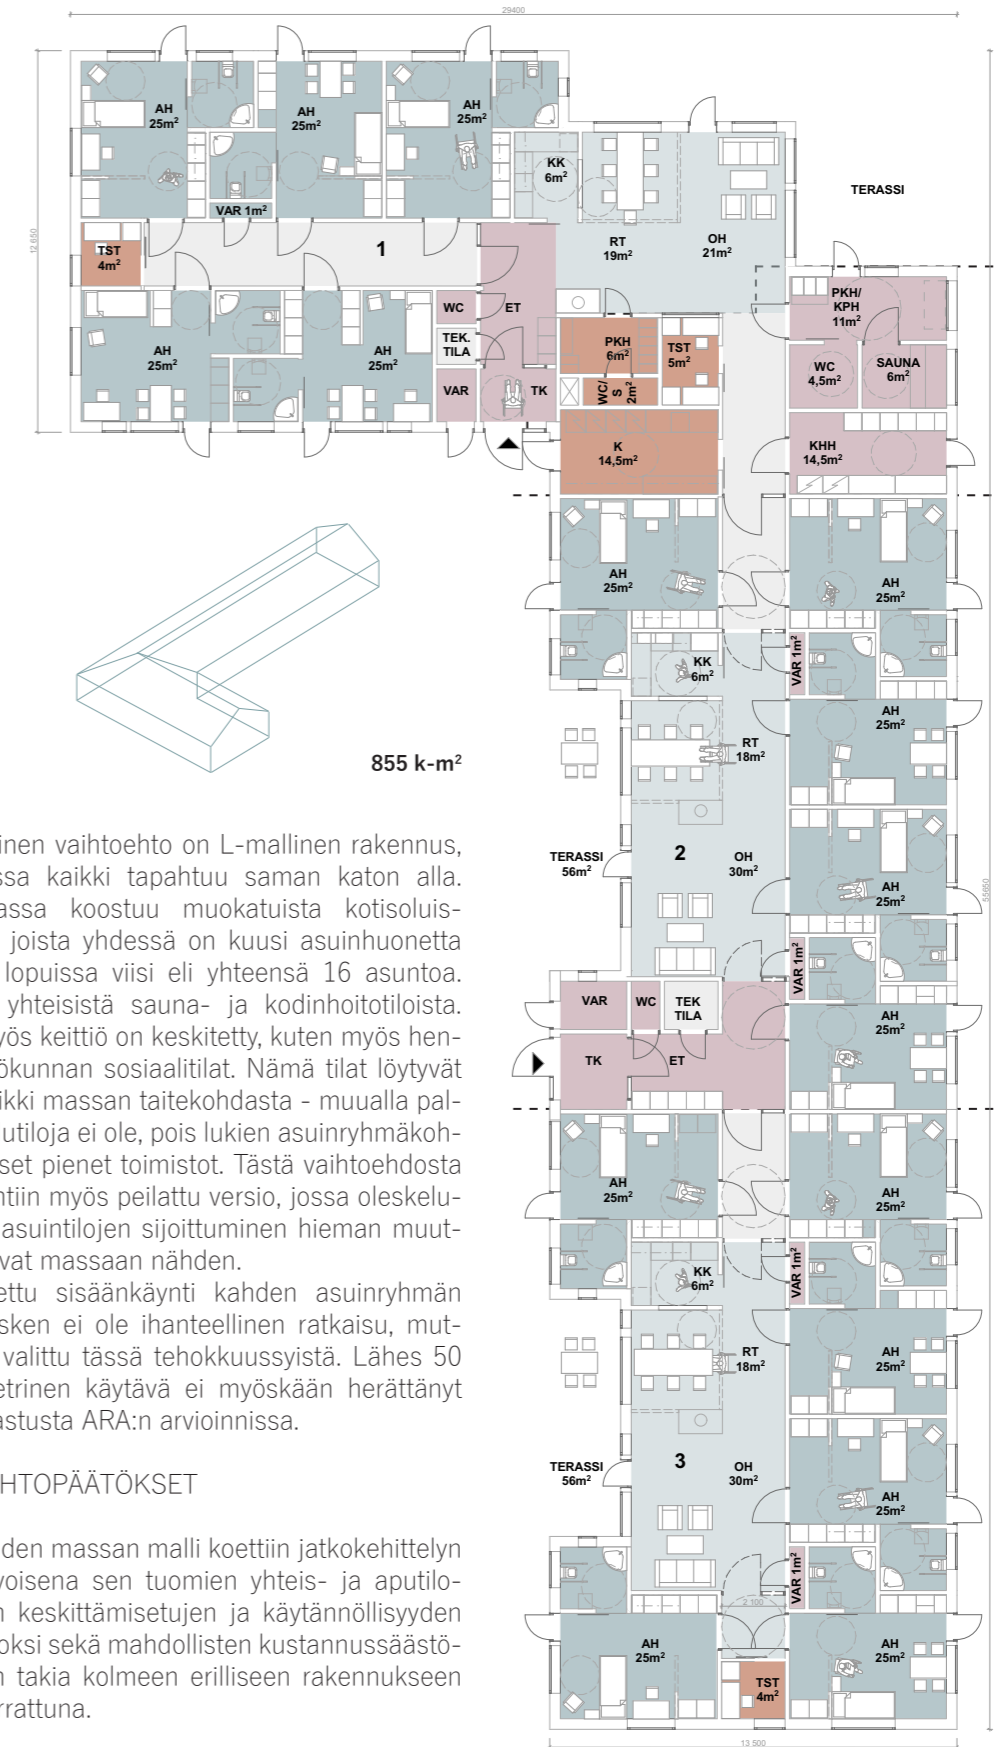 29400
12 650
AH
25m²
AH
25m²
AH
25m²
VAR 1m²
TST
4m²
1
AH
25m²
AH
25m²
WC
TEK.
TILA
VAR
ET
TK
KK
6m²
RT
19m²
OH
21m²
TERASSI
PKH
6m²
WC/
S
2m²
TST
5m²
K
14,5m²
PKH/
KPH
11m²
WC
4,5m²
SAUNA
6m²
KHH
14,5m²
AH
25m²
AH
25m²
KK
6m²
VAR 1m²
AH
25m²
RT
18m²
TERASSI
56m²
2
OH
30m²
AH
25m²
VAR 1m²
VAR
WC
TEK
TILA
TK
ET
AH
25m²
55650
AH
25m²
AH
25m²
KK
6m²
VAR 1m²
RT
18m²
AH
25m²
TERASSI
56m²
3
OH
30m²
AH
25m²
VAR 1m²
2 100
AH
25m²
TST
4m²
AH
25m²
13 500
855 k-m²
inen vaihtoehto on L-mallinen rakennus,
ssa kaikki tapahtuu saman katon alla.
assa koostuu muokatuista kotisoluis-
joista yhdessä on kuusi asuinhuonetta
lopuissa viisi eli yhteensä 16 asuntoa.
yhteisistä sauna- ja kodinhoitotiloista.
yös keittiö on keskitetty, kuten myös hen-
ökunnan sosiaalitilat. Nämä tilat löytyvät
ikki massan taitekohdasta - muualla pal-
utiloja ei ole, pois lukien asuinryhmäkoh-
set pienet toimistot. Tästä vaihtoehdosta
ntiin myös peilattu versio, jossa oleskelu-
asuintilojen sijoittuminen hieman muut-
vat massaan nähden.
ettu sisäänkäynti kahden asuinryhmän
sken ei ole ihanteellinen ratkaisu, mut-
valittu tässä tehokkuussyistä. Lähes 50
etrinen käytävä ei myöskään herättänyt
astusta ARA:n arvioinnissa.
HTOPÄÄTÖKSET
den massan malli koettiin jatkokehittelyn
voisena sen tuomien yhteis- ja aputilo-
n keskittämisetujen ja käytännöllisyyden
oksi sekä mahdollisten kustannussäästö-
n takia kolmeen erilliseen rakennukseen
rrattuna.